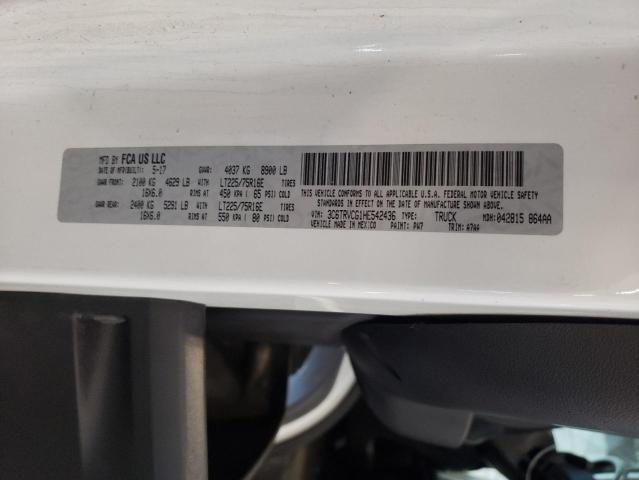 MFD BY FCA US LLC
DATE OF MFR(BUILT): 5-17 GVWR: 4037 KG 8900 LB
GAWR FRONT: 2100 KG 4629 LB WITH LT225/75R16E TIRES
16X6.0 RIMS AT 450 KPA( 65 PSI) COLD
GAWR REAR: 2400 KG 5291 LB WITH LT225/75R16E TIRES
16X6.0 RIMS AT 550 KPA( 80 PSI) COLD
THIS VEHICLE CONFORMS TO ALL APPLICABLE U.S.A. FEDERAL MOTOR VEHICLE SAFETY
STANDARDS IN EFFECT ON THE DATE OF MANUFACTURE SHOWN ABOVE.
VIN: 3C6TRVCG1HE542436 TYPE: TRUCK MDH: 042815 864AA
VEHICLE MADE IN MEXICO PAINT: PW7 TRIM: A7AA